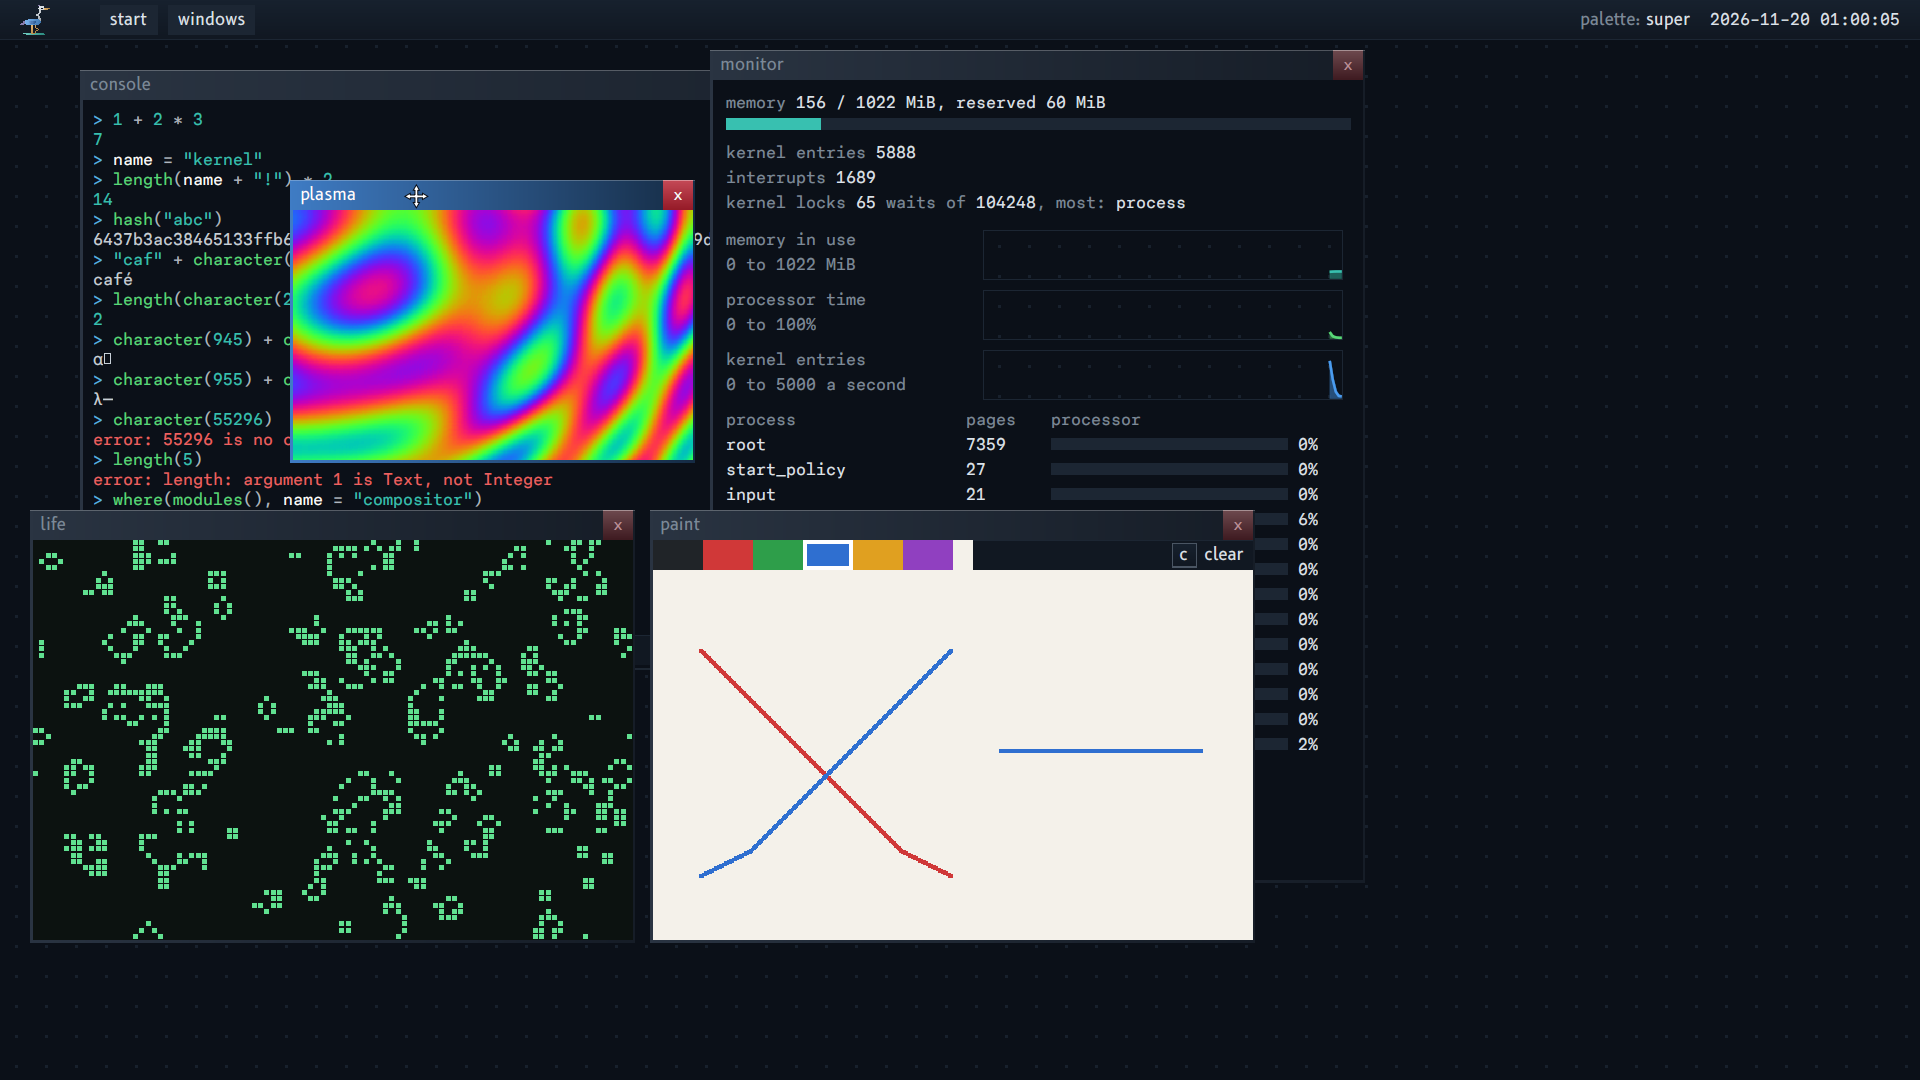 start windows
palette: super 2026-11-20 01:00:05
console
> 1 + 2 * 3
7
> name = "kernel"
> length(name + "!") * 2
14
> hash("abc")
6437b3ac38465133ffb6
> "caf" + character(
café
> length(character(2
2
> character(945) + c
α
> character(955) + c
λ—
> character(55296)
error: 55296 is no c
> length(5)
error: length: argument 1 is Text, not Integer
> where(modules(), name = "compositor")
plasma x
monitor x
memory 156 / 1022 MiB, reserved 60 MiB
kernel entries 5888
interrupts 1689
kernel locks 65 waits of 104248, most: process
memory in use
0 to 1022 MiB
processor time
0 to 100%
kernel entries
0 to 5000 a second
process pages processor
root 7359 0%
start_policy 27 0%
input 21 0%
6%
0%
0%
0%
0%
0%
0%
0%
0%
2%
life x
paint x
c clear